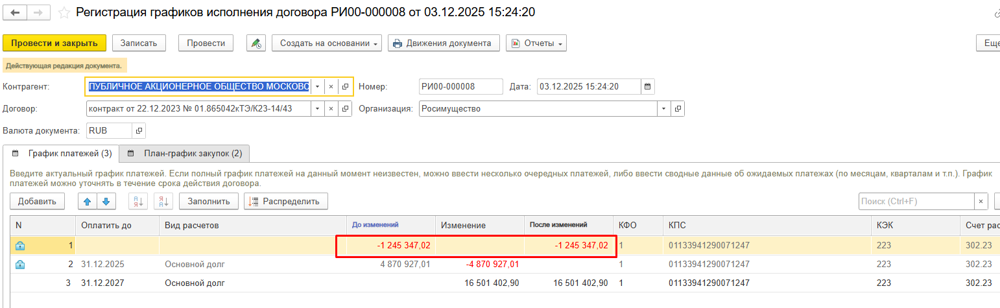 Регистрация графиков исполнения договора РИ00-000008 от 03.12.2025 15:24:20
Провести и закрыть Записать Провести Создать на основании Движения документа Отчеты Еще
Действующая редакция документа.
Контрагент: ПУБЛИЧНОЕ АКЦИОНЕРНОЕ ОБЩЕСТВО МОСКОВС Номер: РИ00-000008 Дата: 03.12.2025 15:24:20
Договор: контракт от 22.12.2023 № 01.865042кТЭ/К23-14/43 Организация: Росимущество
Валюта документа: RUB
График платежей (3) План-график закупок (2)
Введите актуальный график платежей. Если полный график платежей на данный момент неизвестен, можно ввести несколько очередных платежей, либо ввести сводные данные об ожидаемых платежах (по месяцам, кварталам и т.п.). График
платежей можно уточнять в течение срока действия договора.
Добавить Заполнить Распределить Поиск (Ctrl+F)
N Оплатить до Вид расчетов До изменений Изменение После изменений КФО КПС КЭК Счет рас
1 -1 245 347,02 -1 245 347,02 1 01133941290071247 223 302.23
2 31.12.2025 Основной долг 4 870 927,01 -4 870 927,01 1 01133941290071247 223 302.23
3 31.12.2027 Основной долг 16 501 402,90 16 501 402,90 1 01133941290071247 223 302.23